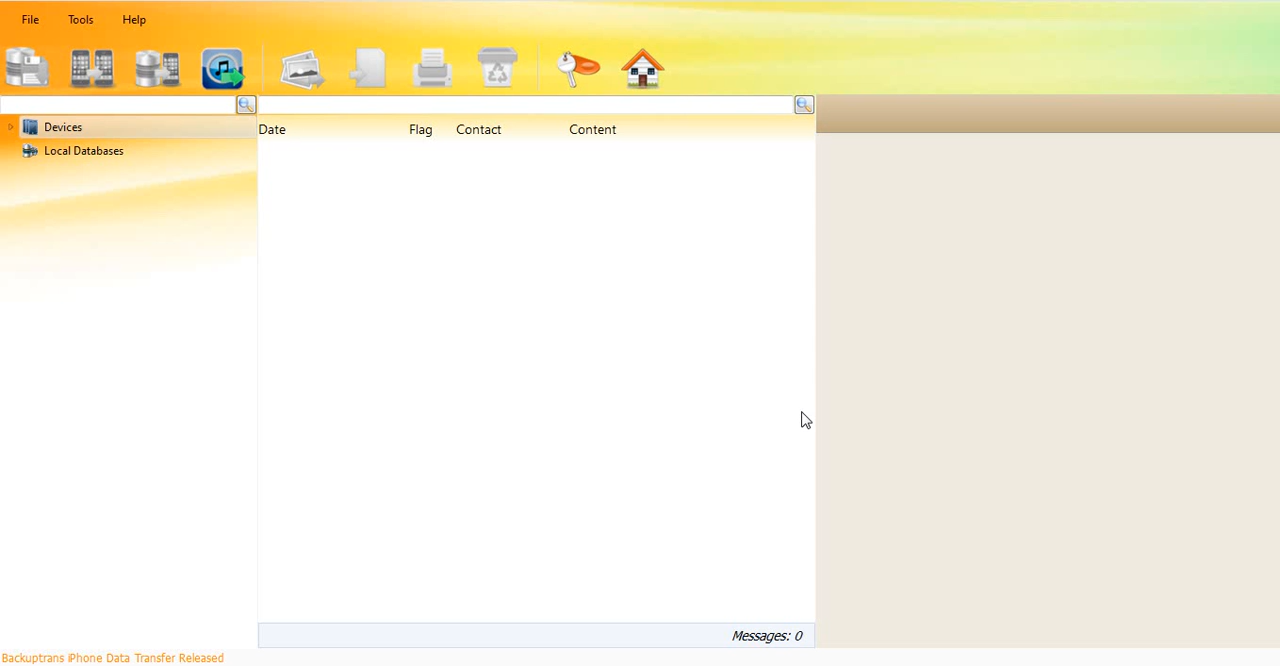 File Tools Help
Devices
Local Databases
Date Flag Contact Content
Messages: 0
Backuptrans iPhone Data Transfer Released